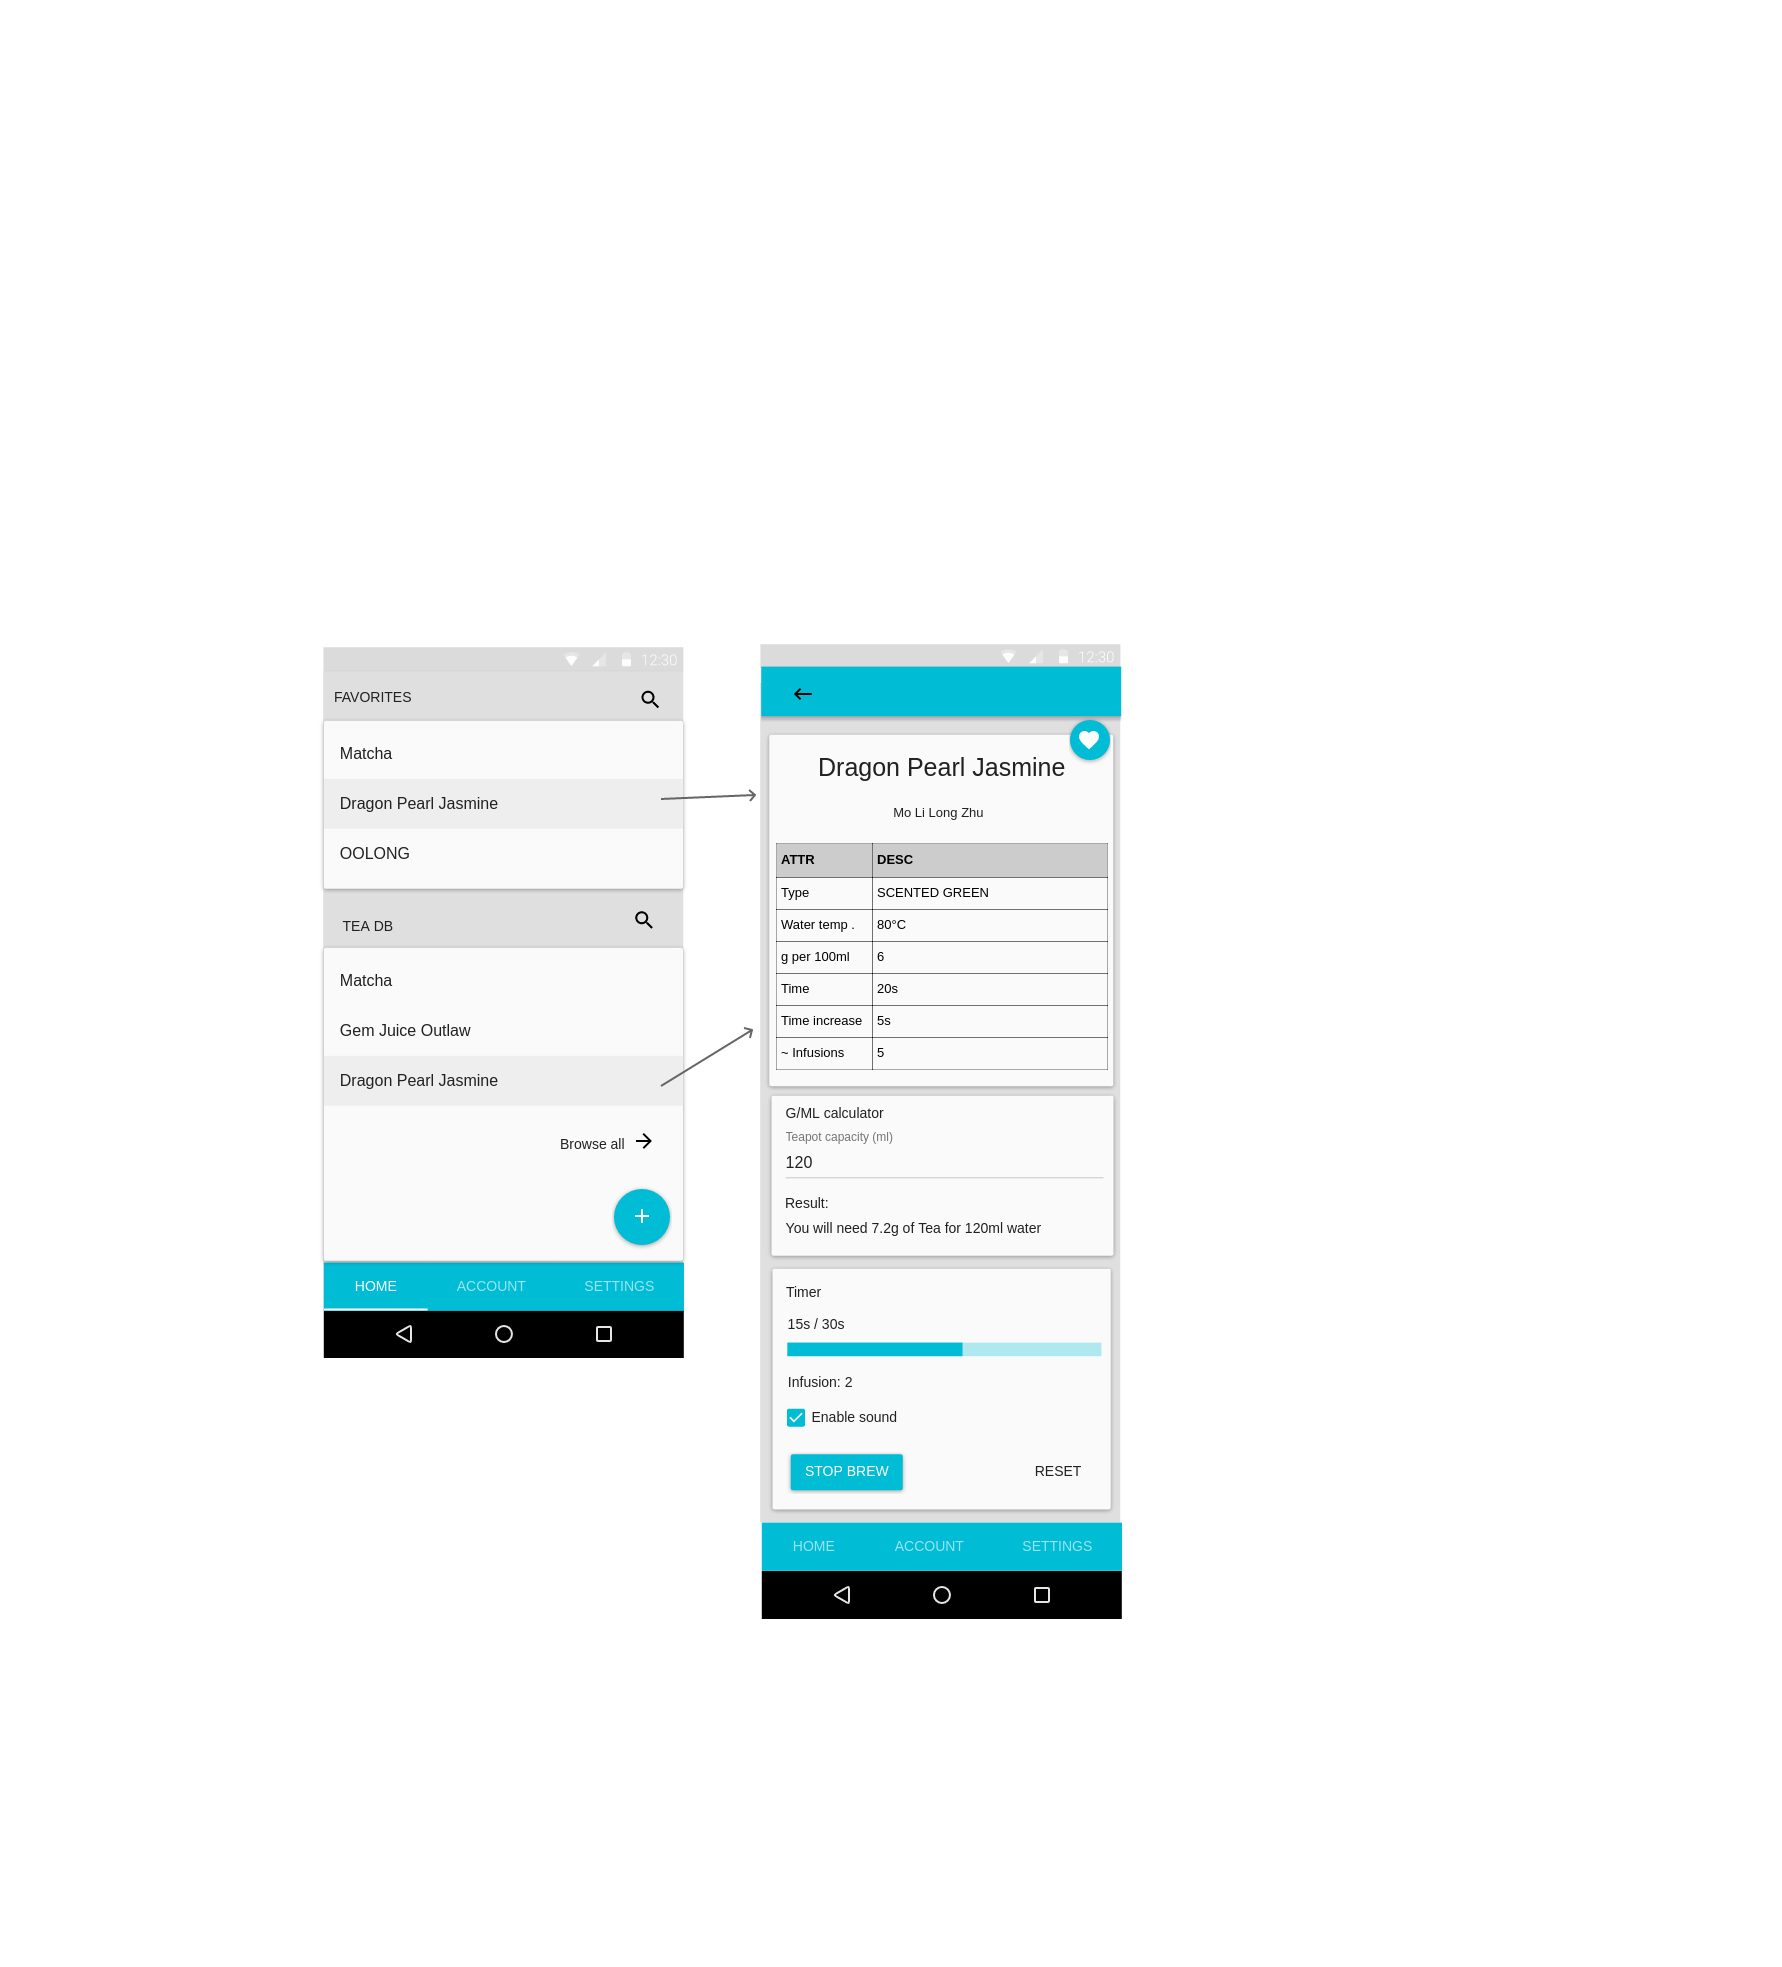 12:30
FAVORITES
Matcha
Dragon Pearl Jasmine
OOLONG
TEA DB
Matcha
Gem Juice Outlaw
Dragon Pearl Jasmine
Browse all
HOME ACCOUNT SETTINGS
12:30
Dragon Pearl Jasmine
Mo Li Long Zhu
ATTR DESC
Type SCENTED GREEN
Water temp . 80°C
g per 100ml 6
Time 20s
Time increase 5s
~ Infusions 5
G/ML calculator
Teapot capacity (ml)
120
Result:
You will need 7.2g of Tea for 120ml water
Timer
15s / 30s
Infusion: 2
Enable sound
STOP BREW RESET
HOME ACCOUNT SETTINGS